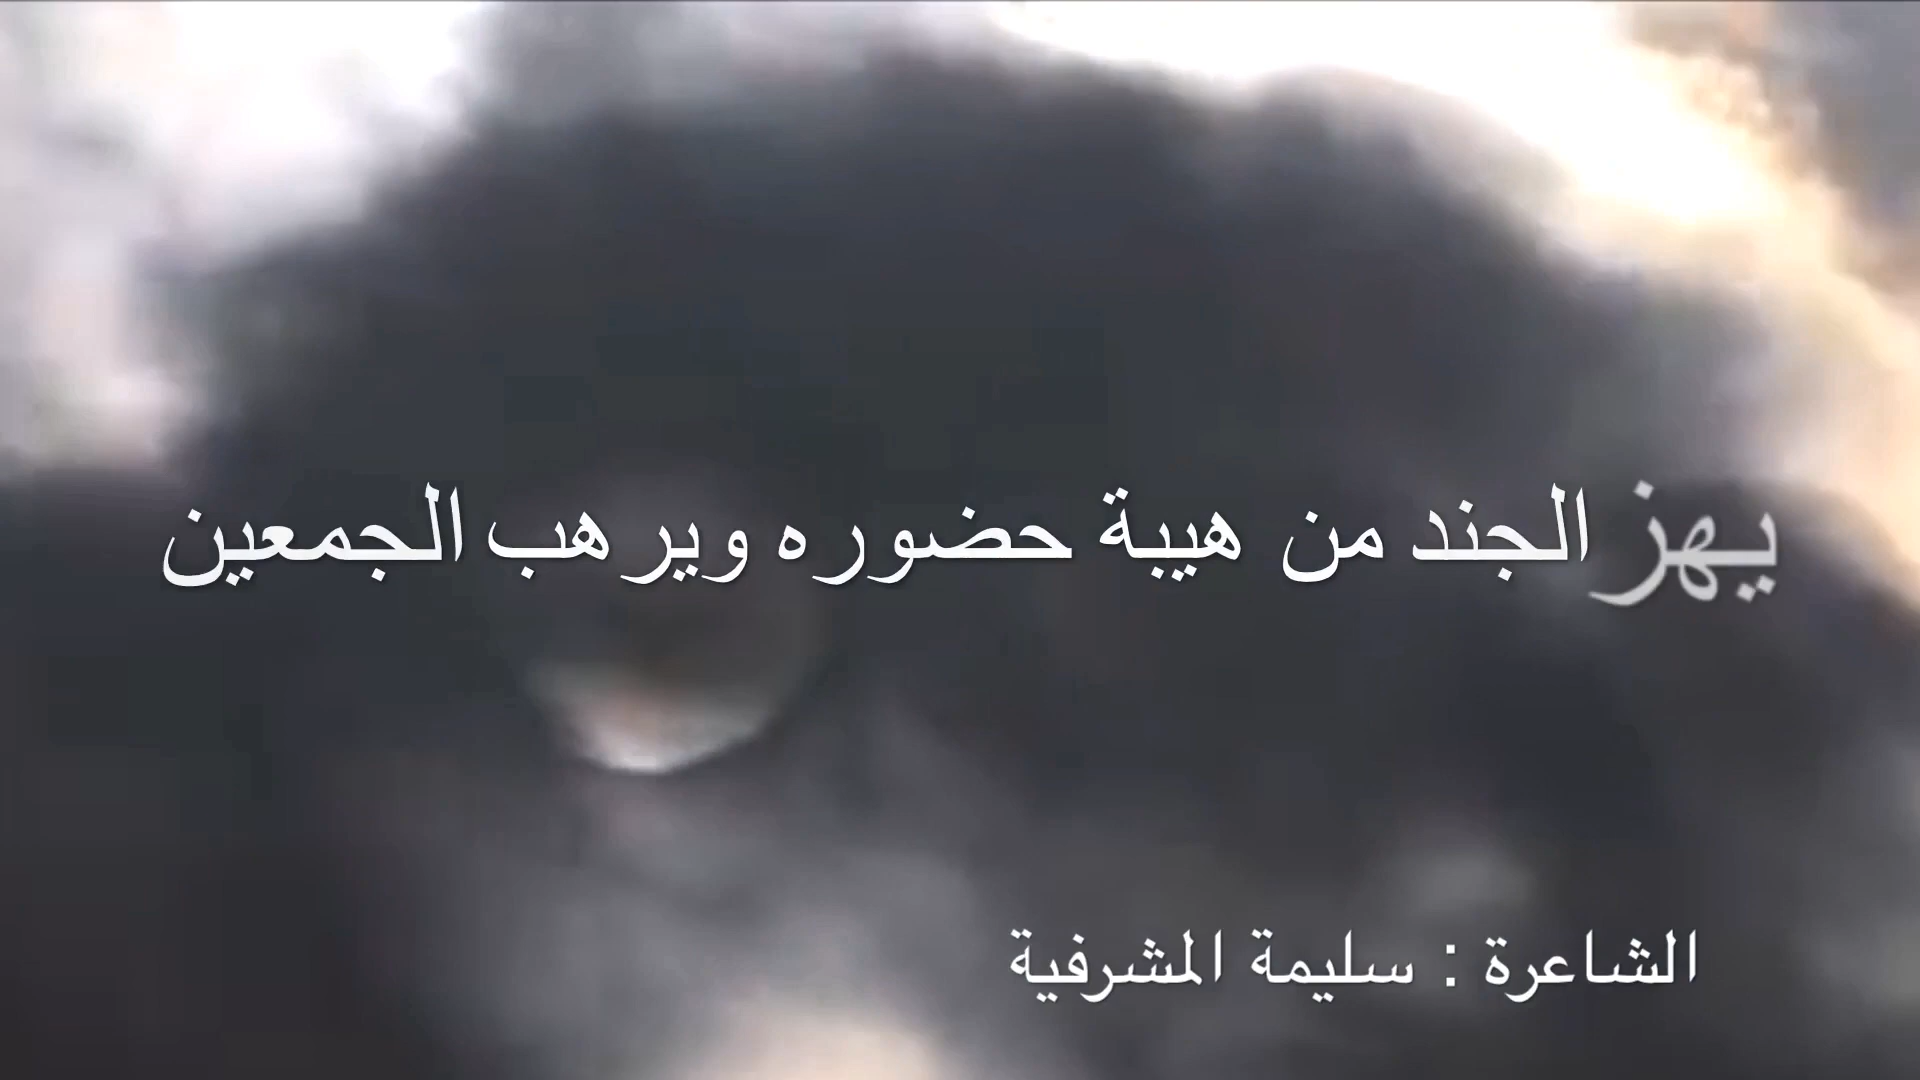 يهز الجند من هيبة حضوره ويرهب الجمعين
الشاعرة : سليمة المشرفية